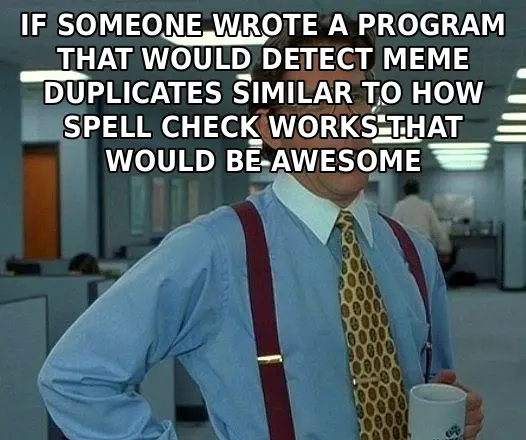 IF SOMEONE WROTE A PROGRAM
THAT WOULD DETECT MEME
DUPLICATES SIMILAR TO HOW
SPELL CHECK WORKS THAT
WOULD BE AWESOME